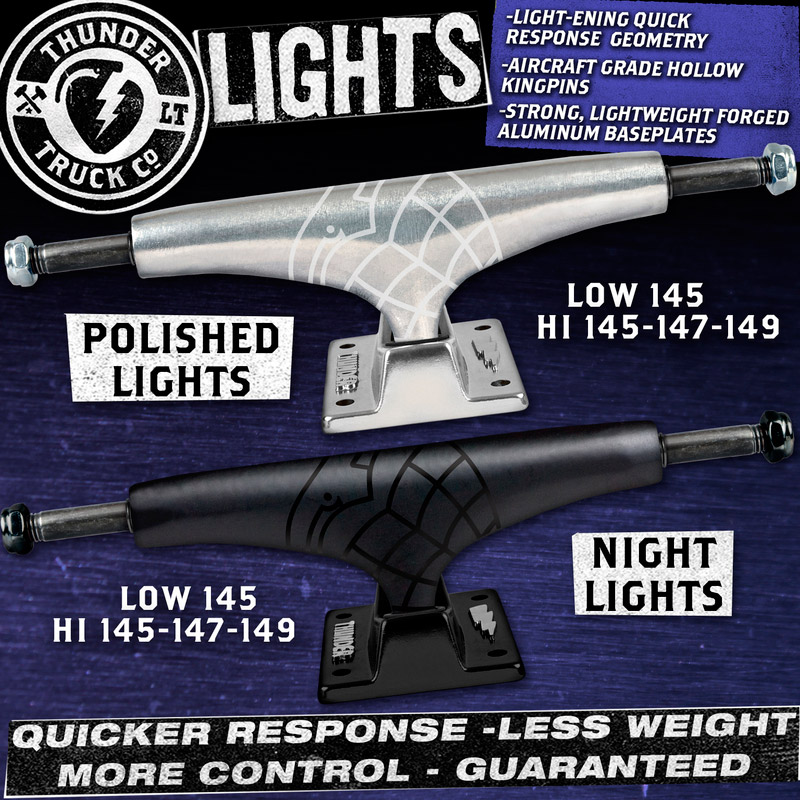 THUNDER
LT
TRUCK CO
LIGHTS
-LIGHT-ENING QUICK
RESPONSE GEOMETRY
-AIRCRAFT GRADE HOLLOW
KINGPINS
-STRONG, LIGHTWEIGHT FORGED
ALUMINUM BASEPLATES
LOW 145
HI 145-147-149
POLISHED
LIGHTS
THUNDER
NIGHT
LIGHTS
LOW 145
HI 145-147-149
THUNDER
QUICKER RESPONSE -LESS WEIGHT
MORE CONTROL - GUARANTEED